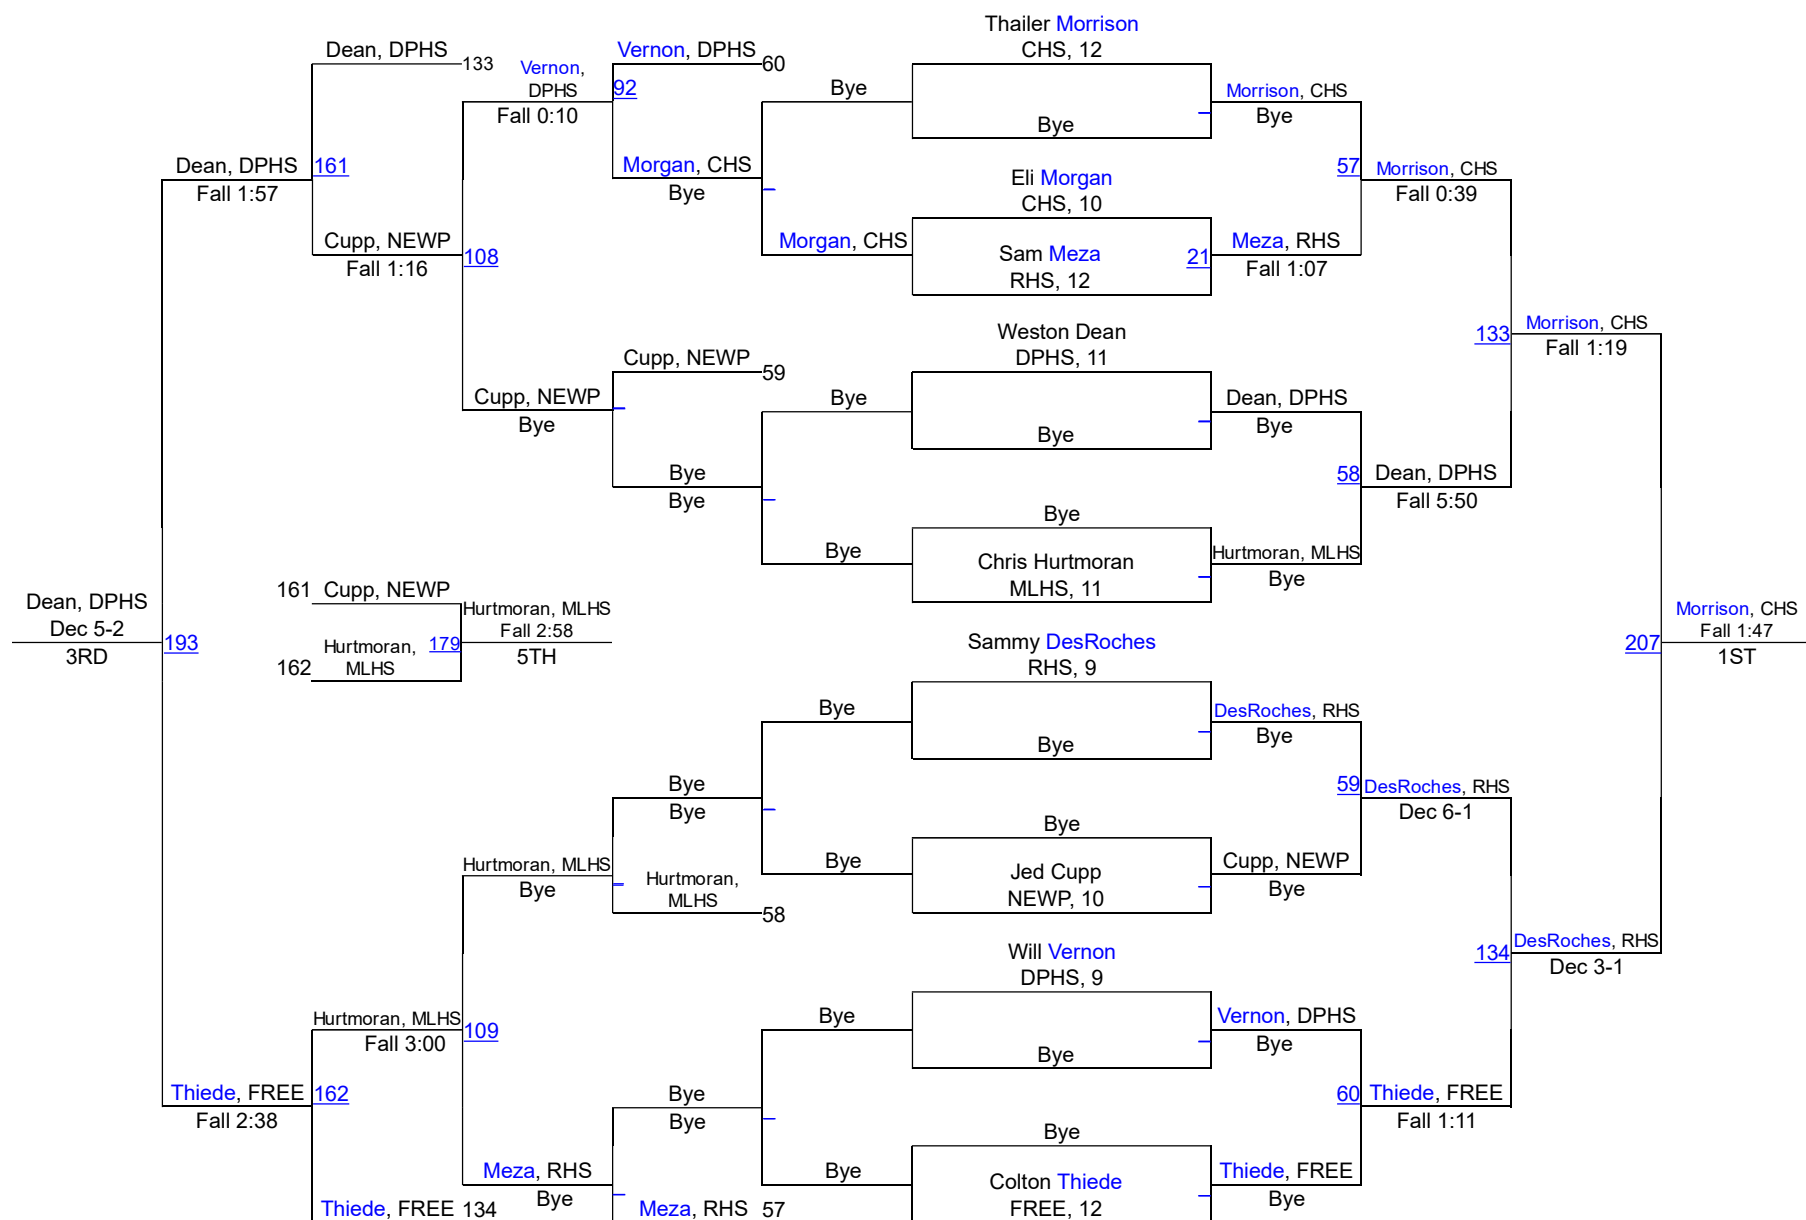 Thailer Morrison
CHS, 12
Dean, DPHS
133
Vernon,
DPHS
Fall 0:10
Vernon, DPHS
60
92
Bye
Bye
Morrison, CHS
Bye
Dean, DPHS
Fall 1:57
161
Morgan, CHS
Bye
Eli Morgan
CHS, 10
57
Morrison, CHS
Fall 0:39
Cupp, NEWP
Fall 1:16
108
Morgan, CHS
Sam Meza
RHS, 12
21
Meza, RHS
Fall 1:07
Weston Dean
DPHS, 11
133
Morrison, CHS
Fall 1:19
Cupp, NEWP
59
Cupp, NEWP
Bye
Bye
Bye
Dean, DPHS
Bye
Bye
Bye
58
Dean, DPHS
Fall 5:50
Bye
Bye
Chris Hurtmoran
MLHS, 11
Hurtmoran, MLHS
Bye
Dean, DPHS
Dec 5-2
3RD
193
161
Cupp, NEWP
Hurtmoran,
MLHS
162
179
Hurtmoran, MLHS
Fall 2:58
5TH
Sammy DesRoches
RHS, 9
207
Morrison, CHS
Fall 1:47
1ST
Bye
Bye
DesRoches, RHS
Bye
Bye
Bye
59
DesRoches, RHS
Dec 6-1
Bye
Hurtmoran, MLHS
Bye
Hurtmoran,
MLHS
58
Bye
Jed Cupp
NEWP, 10
Cupp, NEWP
Bye
Will Vernon
DPHS, 9
134
DesRoches, RHS
Dec 3-1
Hurtmoran, MLHS
Fall 3:00
109
Bye
Bye
Vernon, DPHS
Bye
Thiede, FREE
Fall 2:38
162
Bye
Bye
60
Thiede, FREE
Fall 1:11
Bye
Meza, RHS
Bye
Bye
Colton Thiede
FREE, 12
Thiede, FREE
Bye
Thiede, FREE
134
Meza, RHS
57